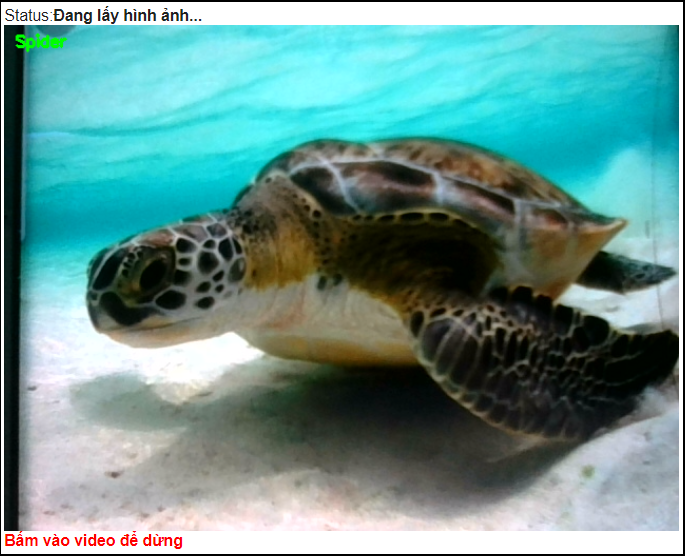 Status:Đang lấy hình ảnh...
Spider
Bấm vào video để dừng